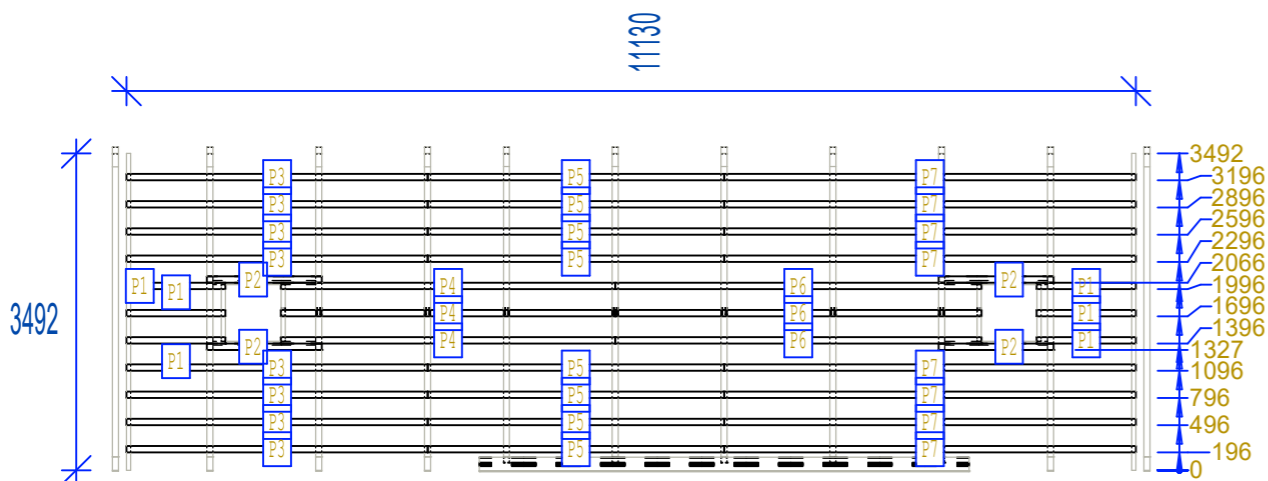 11130
3492
3492
P3 P5 P7 3196
P3 P5 P7 2896
P3 P5 P7 2596
P3 P5 P7 2296
P2 P2 2066
P1 P1 P4 P6 P1 1996
P4 P6 P1 1696
P4 P6 P1 1396
P2 P2 1327
P1 P3 P5 P7 1096
P3 P5 P7 796
P3 P5 P7 496
P3 P5 P7 196
0